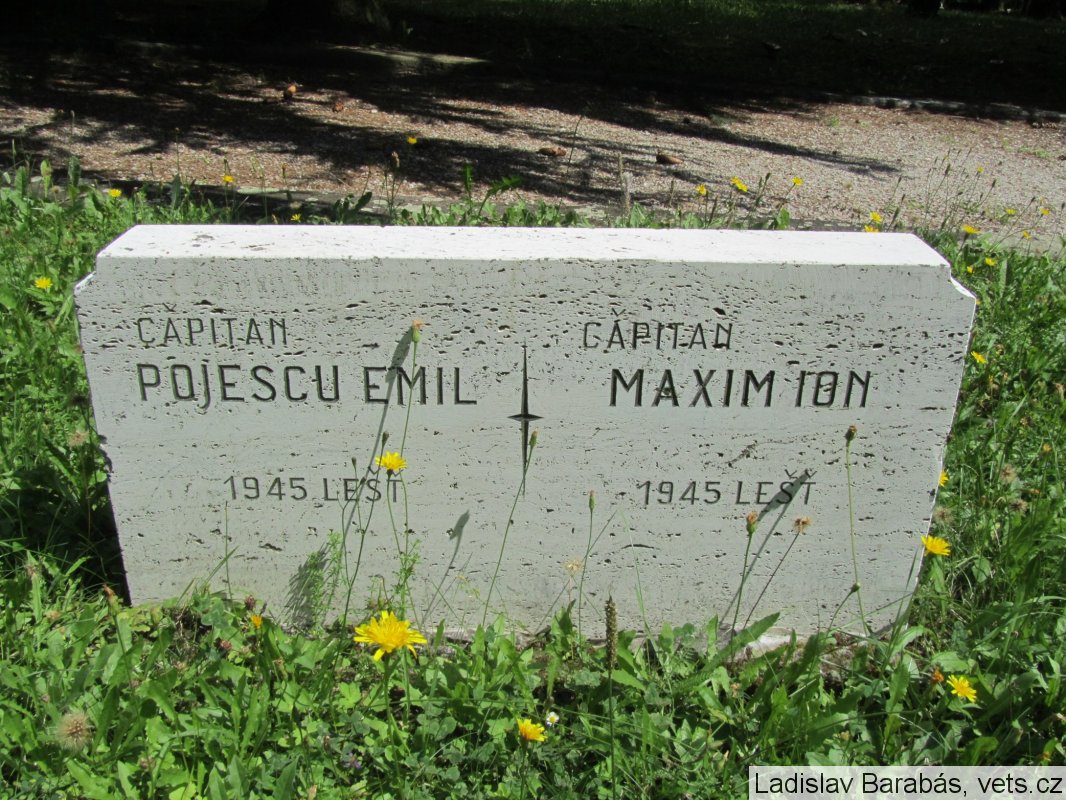 CĂPITAN
POJESCU EMIL
1945 LEŠT
CĂPITAN
MAXIM ION
1945 LEŠT
Ladislav Barabás, vets.cz